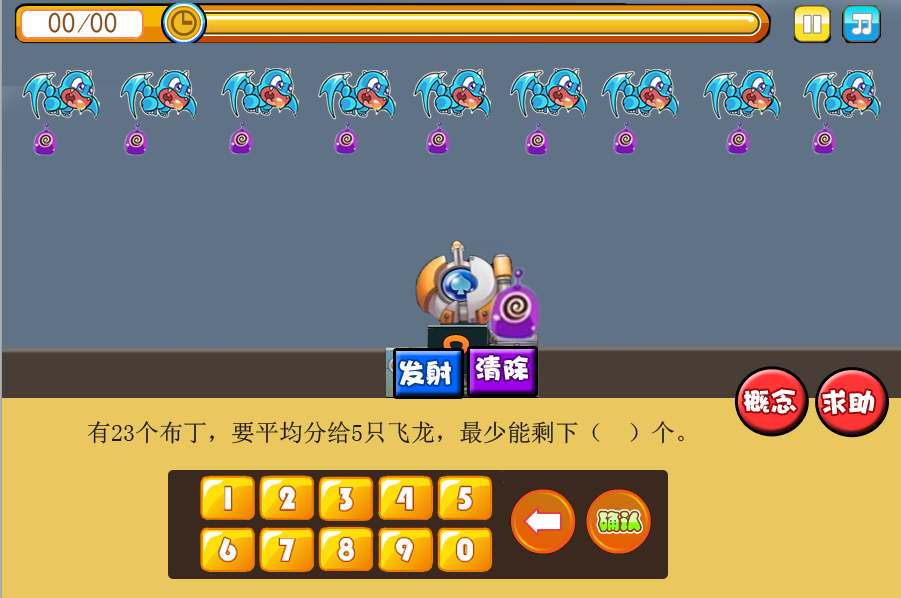 00/00
发射 清除
概念 求助
有23个布丁，要平均分给5只飞龙，最少能剩下（　）个。
1 2 3 4 5
确认
6 7 8 9 0